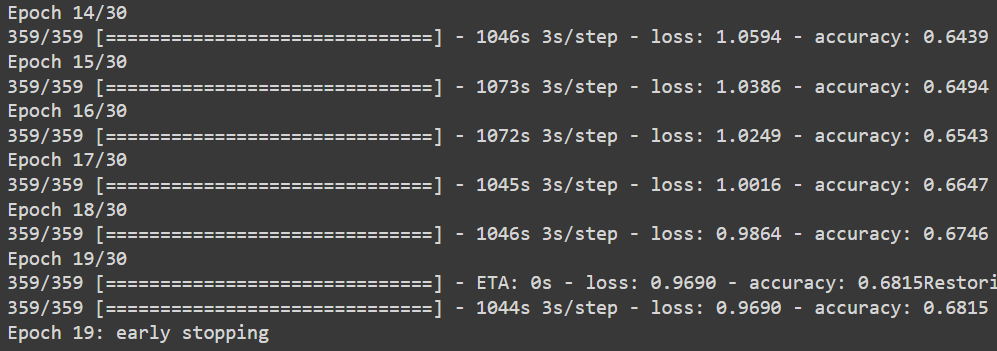 Epoch 14/30
359/359 [==============================] - 1046s 3s/step - loss: 1.0594 - accuracy: 0.6439
Epoch 15/30
359/359 [==============================] - 1073s 3s/step - loss: 1.0386 - accuracy: 0.6494
Epoch 16/30
359/359 [==============================] - 1072s 3s/step - loss: 1.0249 - accuracy: 0.6543
Epoch 17/30
359/359 [==============================] - 1045s 3s/step - loss: 1.0016 - accuracy: 0.6647
Epoch 18/30
359/359 [==============================] - 1046s 3s/step - loss: 0.9864 - accuracy: 0.6746
Epoch 19/30
359/359 [==============================] - ETA: 0s - loss: 0.9690 - accuracy: 0.6815Restori
359/359 [==============================] - 1044s 3s/step - loss: 0.9690 - accuracy: 0.6815
Epoch 19: early stopping